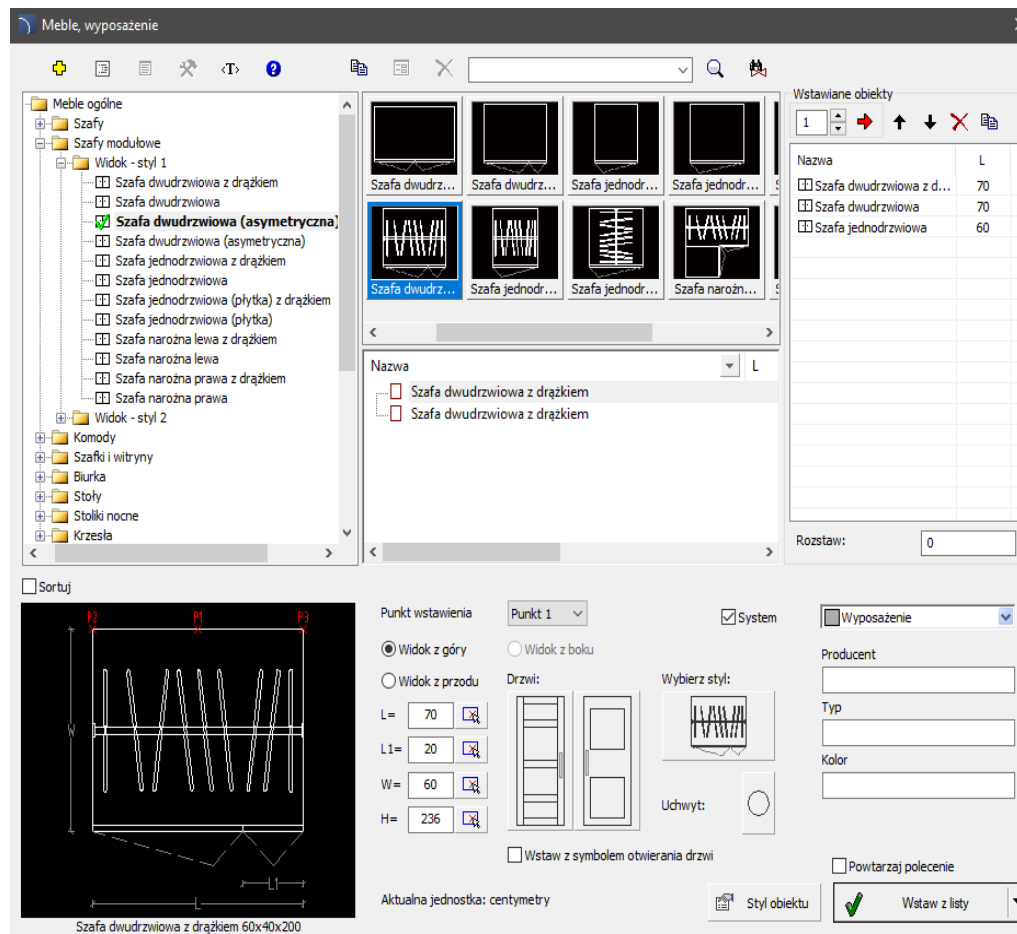 Meble, wyposażenie
<T>
Meble ogólne
Szafy
Szafy modułowe
Widok - styl 1
Szafa dwudrzwiowa z drążkiem
Szafa dwudrzwiowa
Szafa dwudrzwiowa (asymetryczna)
Szafa dwudrzwiowa (asymetryczna)
Szafa jednodrzwiowa z drążkiem
Szafa jednodrzwiowa
Szafa jednodrzwiowa (płytka) z drążkiem
Szafa jednodrzwiowa (płytka)
Szafa narożna lewa z drążkiem
Szafa narożna lewa
Szafa narożna prawa z drążkiem
Szafa narożna prawa
Widok - styl 2
Komody
Szafki i witryny
Biurka
Stoły
Stoliki nocne
Krzesła
Szafa dwudrz... Szafa dwudrz... Szafa jednodr... Szafa jednodr...
Szafa dwudrz... Szafa jednodr... Szafa jednodr... Szafa narożn...
Nazwa L
Szafa dwudrzwiowa z drążkiem
Szafa dwudrzwiowa z drążkiem
Wstawiane obiekty
1
Nazwa L
Szafa dwudrzwiowa z d... 70
Szafa dwudrzwiowa 70
Szafa jednodrzwiowa 60
Rozstaw: 0
Sortuj
P2 P1 P3
W
L1
L
Szafa dwudrzwiowa z drążkiem 60x40x200
Punkt wstawienia Punkt 1
Widok z góry Widok z boku
Widok z przodu
L= 70
L1= 20
W= 60
H= 236
Drzwi:
Wstaw z symbolem otwierania drzwi
Aktualna jednostka: centymetry
System
Wybierz styl:
Uchwyt:
Styl obiektu
Wyposażenie
Producent
Typ
Kolor
Powtarzaj polecenie
Wstaw z listy